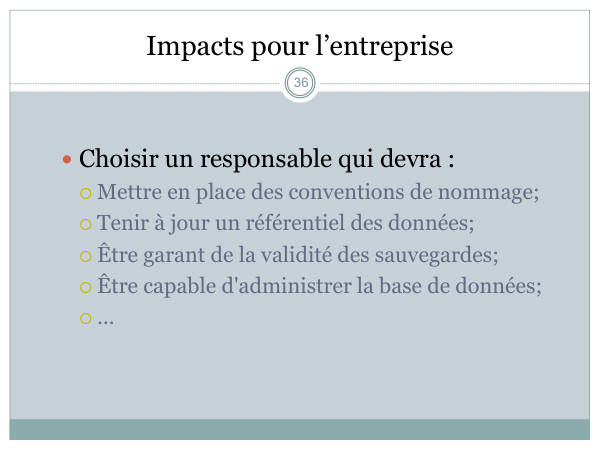 Impacts pour l’entreprise
36
• Choisir un responsable qui devra :
Mettre en place des conventions de nommage;
Tenir à jour un référentiel des données;
Être garant de la validité des sauvegardes;
Être capable d'administrer la base de données;
...